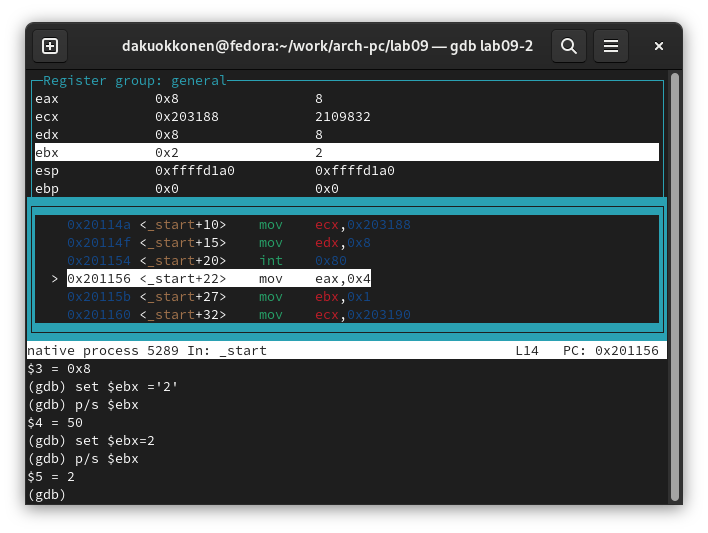 dakuokkonen@fedora:~/work/arch-pc/lab09 — gdb lab09-2
Register group: general
eax 0x8 8
ecx 0x203188 2109832
edx 0x8 8
ebx 0x2 2
esp 0xffffd1a0 0xffffd1a0
ebp 0x0 0x0
0x20114a <_start+10> mov ecx,0x203188
0x20114f <_start+15> mov edx,0x8
0x201154 <_start+20> int 0x80
> 0x201156 <_start+22> mov eax,0x4
0x20115b <_start+27> mov ebx,0x1
0x201160 <_start+32> mov ecx,0x203190
native process 5289 In: _start L14 PC: 0x201156
$3 = 0x8
(gdb) set $ebx ='2'
(gdb) p/s $ebx
$4 = 50
(gdb) set $ebx=2
(gdb) p/s $ebx
$5 = 2
(gdb)